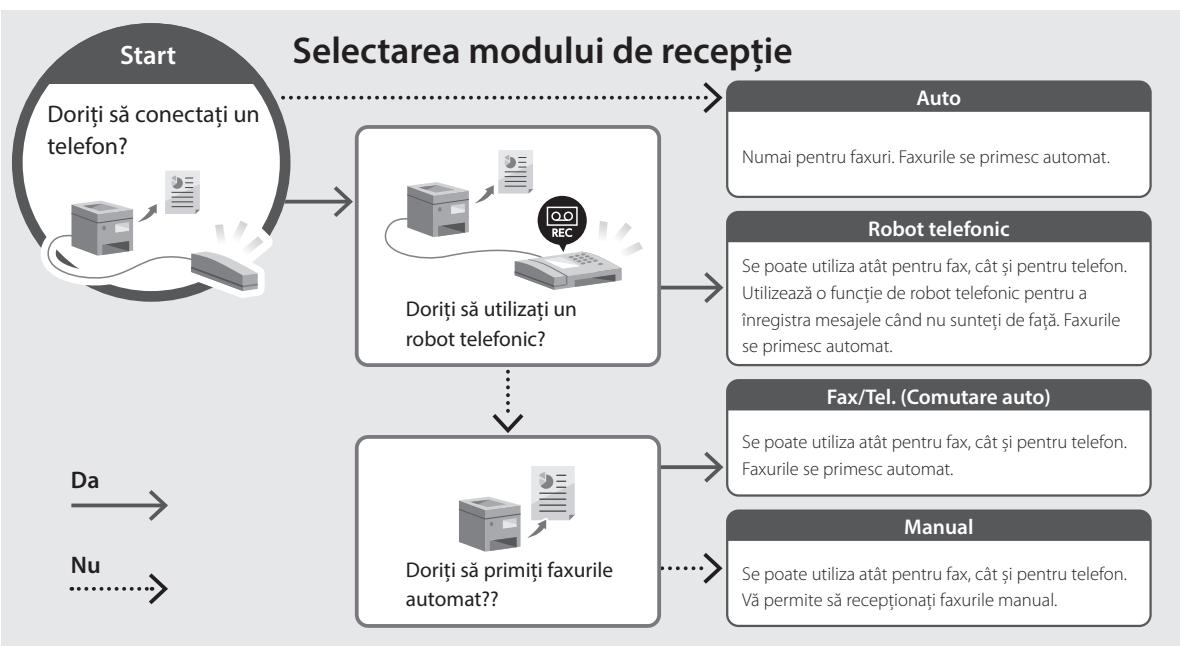 Selectarea modului de recepție
Start
Doriți să conectați un
telefon?
Auto
Numai pentru faxuri. Faxurile se primesc automat.
REC
Doriți să utilizați un
robot telefonic?
Robot telefonic
Se poate utiliza atât pentru fax, cât și pentru telefon.
Utilizează o funcție de robot telefonic pentru a
înregistra mesajele când nu sunteți de față. Faxurile
se primesc automat.
Fax/Tel. (Comutare auto)
Se poate utiliza atât pentru fax, cât și pentru telefon.
Faxurile se primesc automat.
Doriți să primiți faxurile
automat??
Manual
Se poate utiliza atât pentru fax, cât și pentru telefon.
Vă permite să recepționați faxurile manual.
Da
Nu